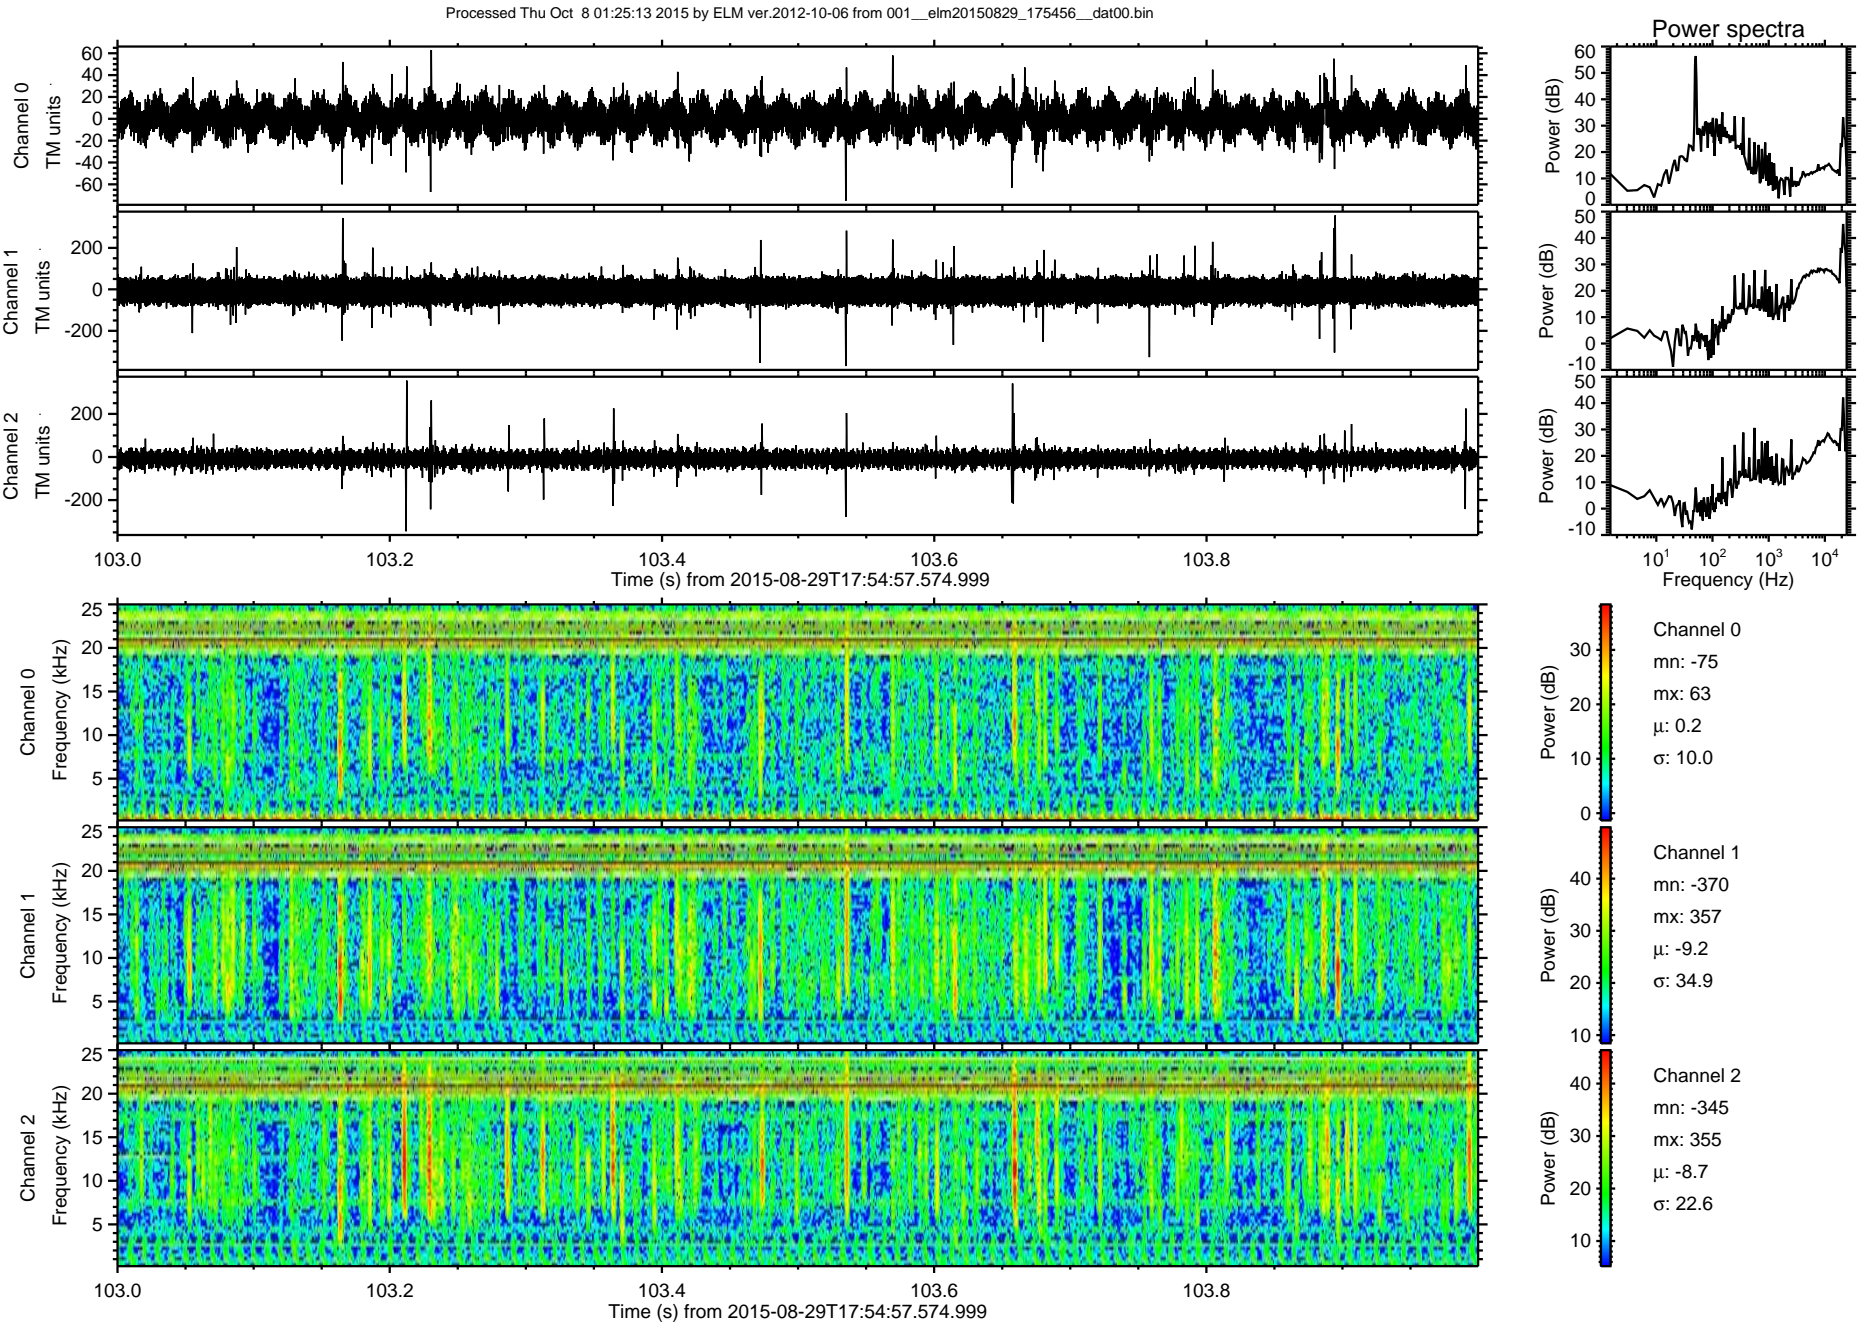 Processed Thu Oct  8 01:25:13 2015 by ELM ver.2012-10-06 from 001__elm20150829_175456__dat00.bin
Power spectra
Channel 0
TM units
60
40
20
0
-20
-40
-60
Power (dB)
60
50
40
30
20
10
0
Channel 1
TM units
200
0
-200
Power (dB)
50
40
30
20
10
0
-10
Channel 2
TM units
200
0
-200
Power (dB)
50
40
30
20
10
0
-10
103.0 103.2 103.4 103.6 103.8
Time (s) from 2015-08-29T17:54:57.574.999
10¹ 10² 10³ 10⁴
Frequency (Hz)
Channel 0
Frequency (kHz)
25
20
15
10
5
Power (dB)
30
20
10
0
Channel 0
mn: -75
mx: 63
μ: 0.2
σ: 10.0
Channel 1
Frequency (kHz)
25
20
15
10
5
Power (dB)
40
30
20
10
Channel 1
mn: -370
mx: 357
μ: -9.2
σ: 34.9
Channel 2
Frequency (kHz)
25
20
15
10
5
Power (dB)
40
30
20
10
Channel 2
mn: -345
mx: 355
μ: -8.7
σ: 22.6
103.0 103.2 103.4 103.6 103.8
Time (s) from 2015-08-29T17:54:57.574.999